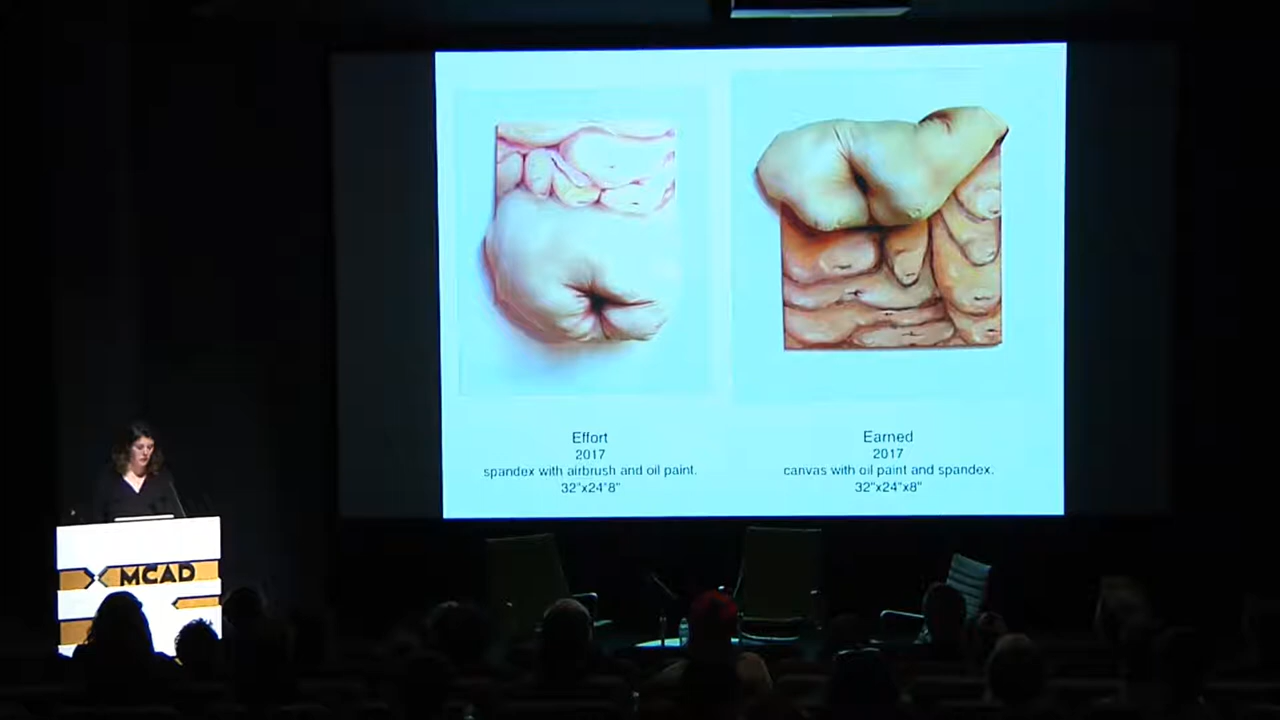 Effort
2017
spandex with airbrush and oil paint.
32"x24"8"
Earned
2017
canvas with oil paint and spandex.
32"x24"x8"
MCAD